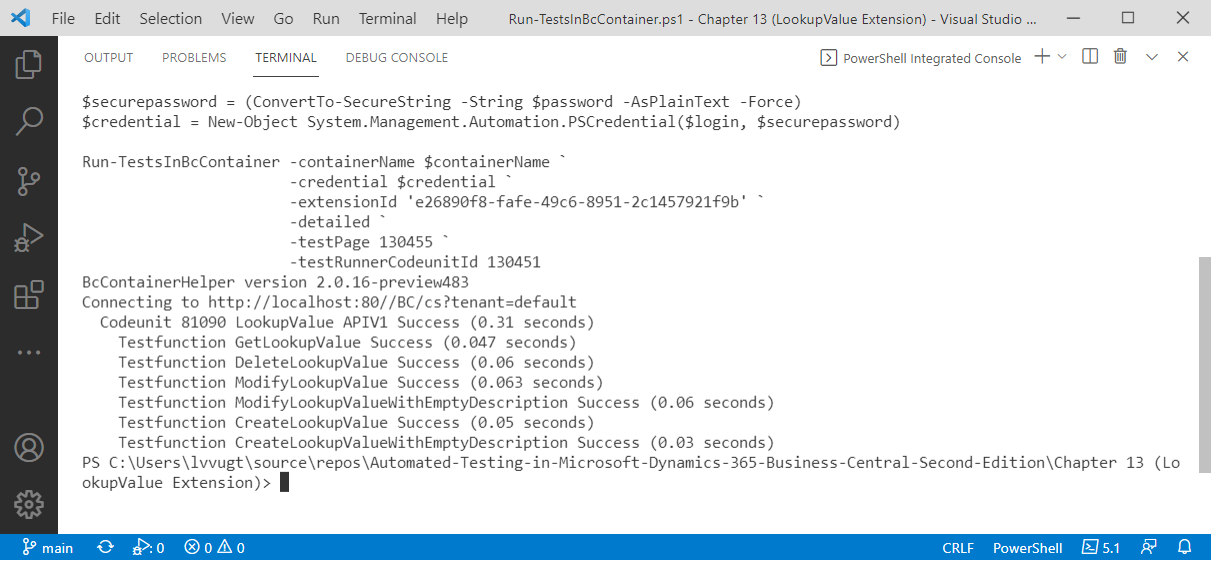 File Edit Selection View Go Run Terminal Help Run-TestsInBcContainer.ps1 - Chapter 13 (LookupValue Extension) - Visual Studio ...
OUTPUT PROBLEMS TERMINAL DEBUG CONSOLE PowerShell Integrated Console
$securepassword = (ConvertTo-SecureString -String $password -AsPlainText -Force)
$credential = New-Object System.Management.Automation.PSCredential($login, $securepassword)
Run-TestsInBcContainer -containerName $containerName `
-credential $credential `
-extensionId 'e26890f8-fafe-49c6-8951-2c1457921f9b' `
-detailed `
-testPage 130455 `
-testRunnerCodeunitId 130451
BcContainerHelper version 2.0.16-preview483
Connecting to http://localhost:80//BC/cs?tenant=default
Codeunit 81090 LookupValue APIV1 Success (0.31 seconds)
Testfunction GetLookupValue Success (0.047 seconds)
Testfunction DeleteLookupValue Success (0.06 seconds)
Testfunction ModifyLookupValue Success (0.063 seconds)
Testfunction ModifyLookupValueWithEmptyDescription Success (0.06 seconds)
Testfunction CreateLookupValue Success (0.05 seconds)
Testfunction CreateLookupValueWithEmptyDescription Success (0.03 seconds)
PS C:\Users\lvvugt\source\repos\Automated-Testing-in-Microsoft-Dynamics-365-Business-Central-Second-Edition\Chapter 13 (Lo
okupValue Extension)>
main : 0 0 0 CRLF PowerShell 5.1